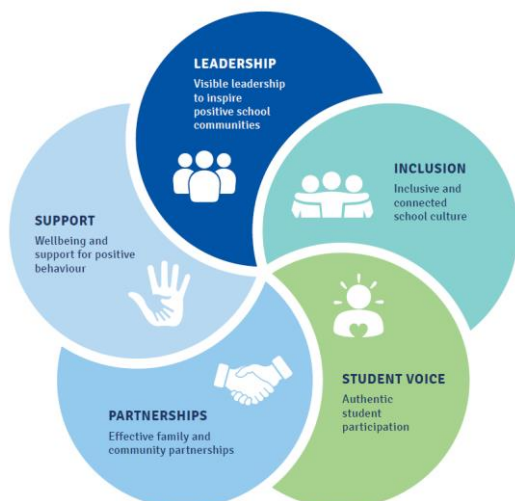 LEADERSHIP
Visible leadership
to inspire
positive school
communities
INCLUSION
Inclusive and
connected
school culture
STUDENT VOICE
Authentic
student
participation
PARTNERSHIPS
Effective family and
community partnerships
SUPPORT
Wellbeing and
support for positive
behaviour